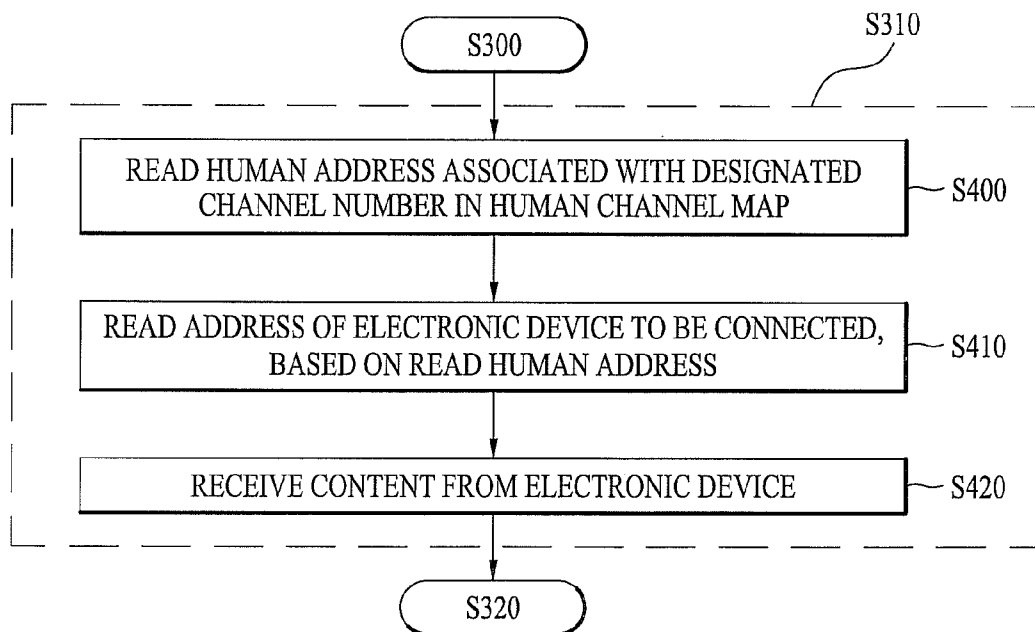 S310
S300
READ HUMAN ADDRESS ASSOCIATED WITH DESIGNATED
CHANNEL NUMBER IN HUMAN CHANNEL MAP
S400
READ ADDRESS OF ELECTRONIC DEVICE TO BE CONNECTED,
BASED ON READ HUMAN ADDRESS
S410
RECEIVE CONTENT FROM ELECTRONIC DEVICE
S420
S320